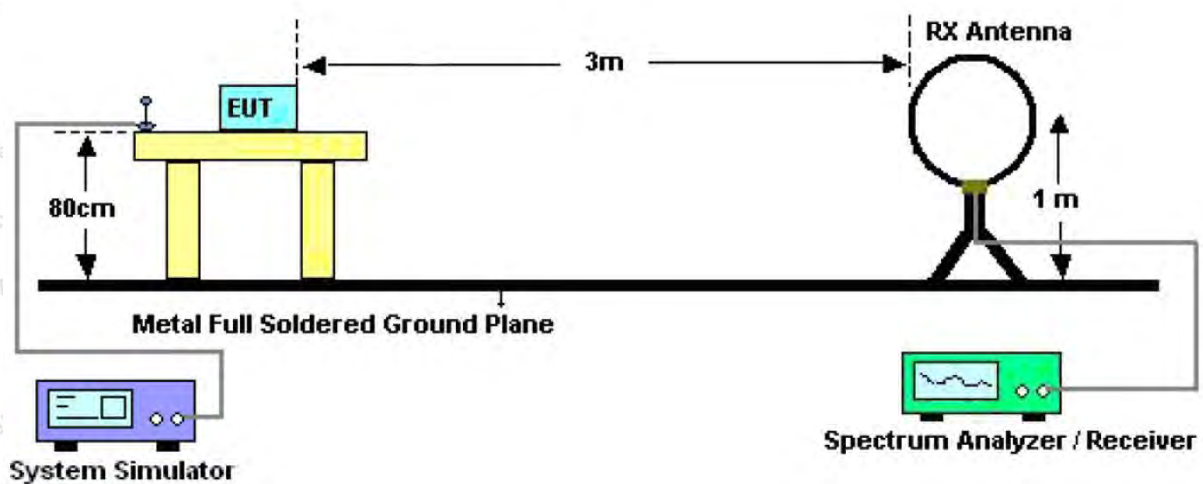 RX Antenna
3m
EUT
80cm
1 m
Metal Full Soldered Ground Plane
System Simulator
Spectrum Analyzer / Receiver